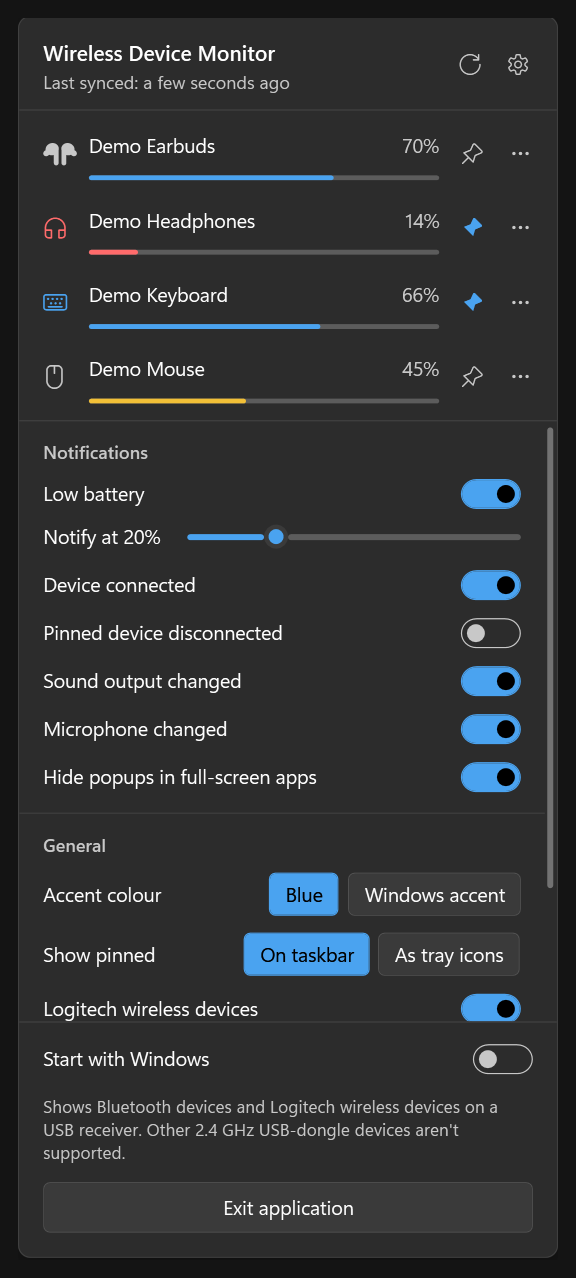 Wireless Device Monitor
Last synced: a few seconds ago
Demo Earbuds 70%
Demo Headphones 14%
Demo Keyboard 66%
Demo Mouse 45%
Notifications
Low battery
Notify at 20%
Device connected
Pinned device disconnected
Sound output changed
Microphone changed
Hide popups in full-screen apps
General
Accent colour Blue Windows accent
Show pinned On taskbar As tray icons
Logitech wireless devices
Start with Windows
Shows Bluetooth devices and Logitech wireless devices on a
USB receiver. Other 2.4 GHz USB-dongle devices aren't
supported.
Exit application